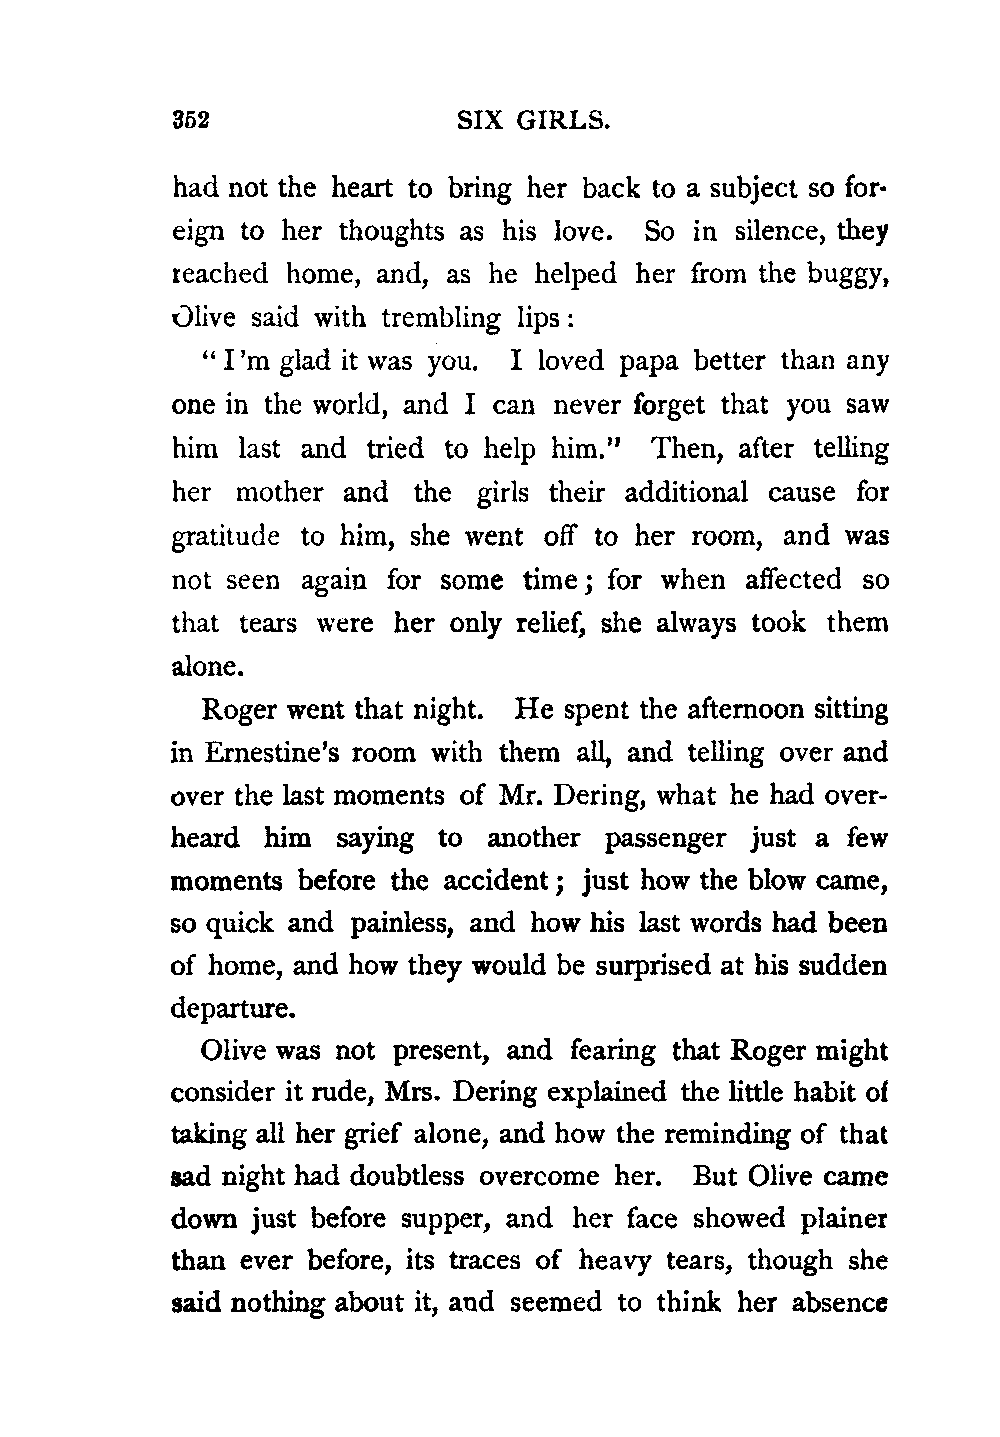 352 SIX GIRLS.
had not the heart to bring her back to a subject so for-
eign to her thoughts as his love. So in silence, they
reached home, and, as he helped her from the buggy,
Olive said with trembling lips :
" I'm glad it was you. I loved papa better than any
one in the world, and I can never forget that you saw
him last and tried to help him." Then, after telling
her mother and the girls their additional cause for
gratitude to him, she went off to her room, and was
not seen again for some time ; for when affected so
that tears were her only relief, she always took them
alone.
Roger went that night. He spent the afternoon sitting
in Ernestine's room with them all, and telling over and
over the last moments of Mr. Dering, what he had over-
heard him saying to another passenger just a few
moments before the accident ; just how the blow came,
so quick and painless, and how his last words had been
of home, and how they would be surprised at his sudden
departure.
Olive was not present, and fearing that Roger might
consider it rude, Mrs. Dering explained the little habit of
taking all her grief alone, and how the reminding of that
sad night had doubtless overcome her. But Olive came
down just before supper, and her face showed plainer
than ever before, its traces of heavy tears, though she
said nothing about it, and seemed to think her absence